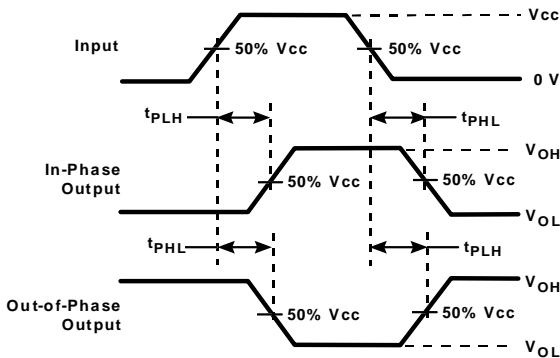 Vcc
Input
50% Vcc
50% Vcc
0 V
tPLH
tPHL
VOH
In-Phase
Output
50% Vcc
50% Vcc
VOL
tPHL
tPLH
VOH
Out-of-Phase
Output
50% Vcc
50% Vcc
VOL